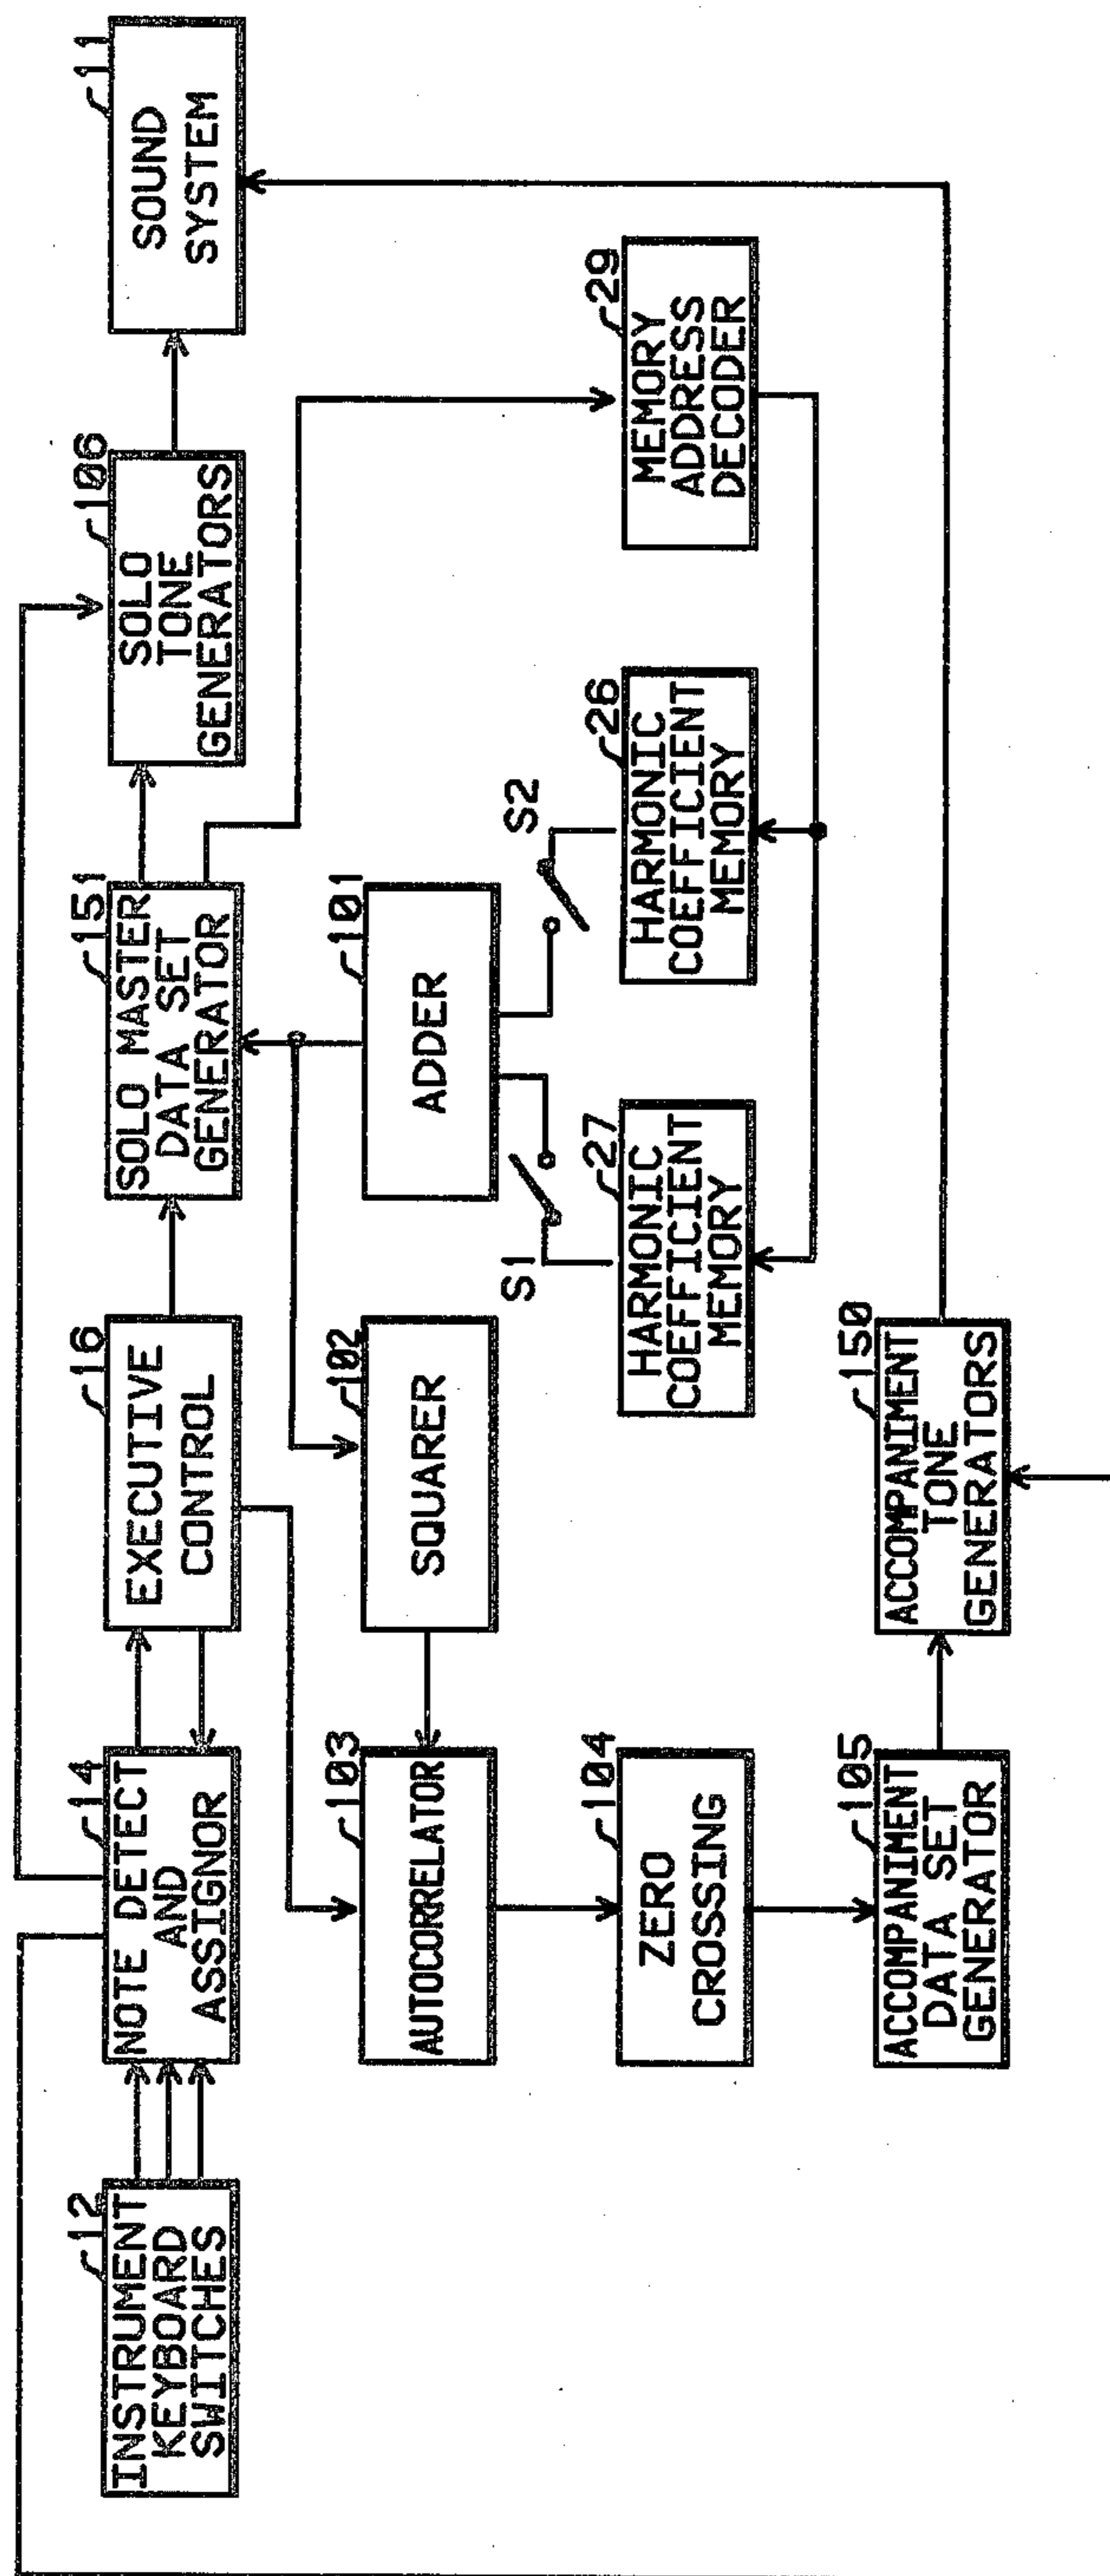 12
INSTRUMENT
KEYBOARD
SWITCHES
14
NOTE DETECT
AND
ASSIGNOR
16
EXECUTIVE
CONTROL
151
SOLO MASTER
DATA SET
GENERATOR
106
SOLO
TONE
GENERATORS
11
SOUND
SYSTEM
103
AUTOCORRELATOR
102
SQUARER
101
ADDER
S1
S2
104
ZERO
CROSSING
27
HARMONIC
COEFFICIENT
MEMORY
26
HARMONIC
COEFFICIENT
MEMORY
29
MEMORY
ADDRESS
DECODER
105
ACCOMPANIMENT
DATA SET
GENERATOR
150
ACCOMPANIMENT
TONE
GENERATORS